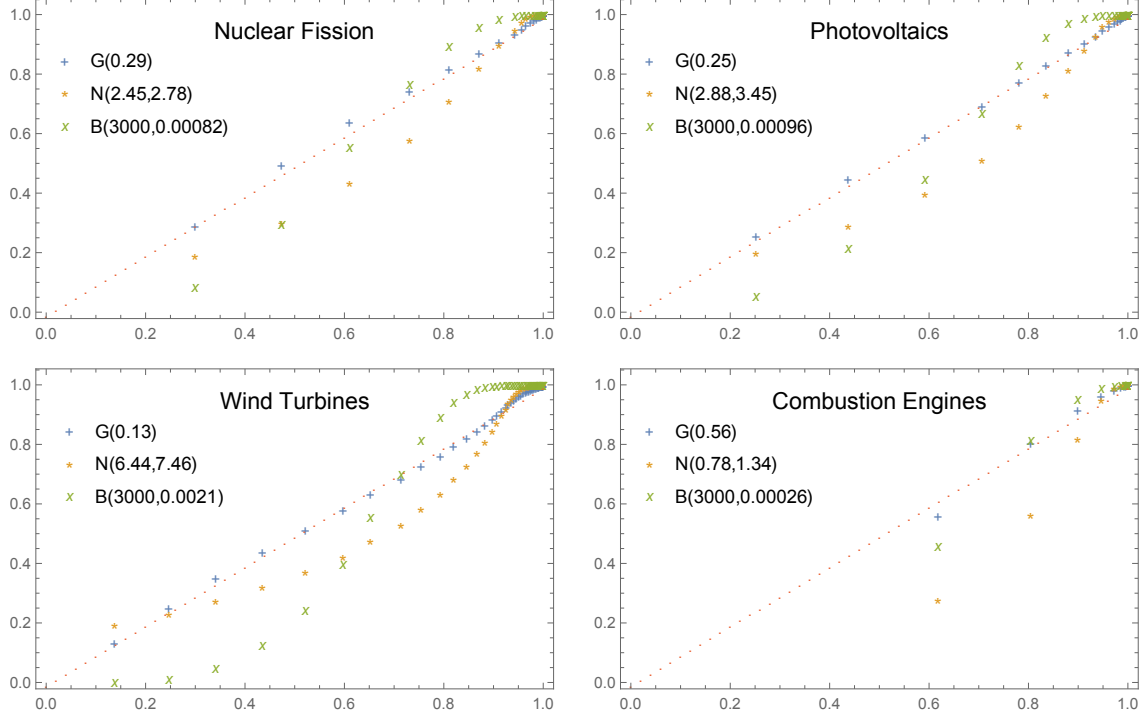 Nuclear Fission
+ G(0.29)
* N(2.45,2.78)
x B(3000,0.00082)
1.0
0.8
0.6
0.4
0.2
0.0
0.0 0.2 0.4 0.6 0.8 1.0
Photovoltaics
+ G(0.25)
* N(2.88,3.45)
x B(3000,0.00096)
1.0
0.8
0.6
0.4
0.2
0.0
0.0 0.2 0.4 0.6 0.8 1.0
Wind Turbines
+ G(0.13)
* N(6.44,7.46)
x B(3000,0.0021)
1.0
0.8
0.6
0.4
0.2
0.0
0.0 0.2 0.4 0.6 0.8 1.0
Combustion Engines
+ G(0.56)
* N(0.78,1.34)
x B(3000,0.00026)
1.0
0.8
0.6
0.4
0.2
0.0
0.0 0.2 0.4 0.6 0.8 1.0